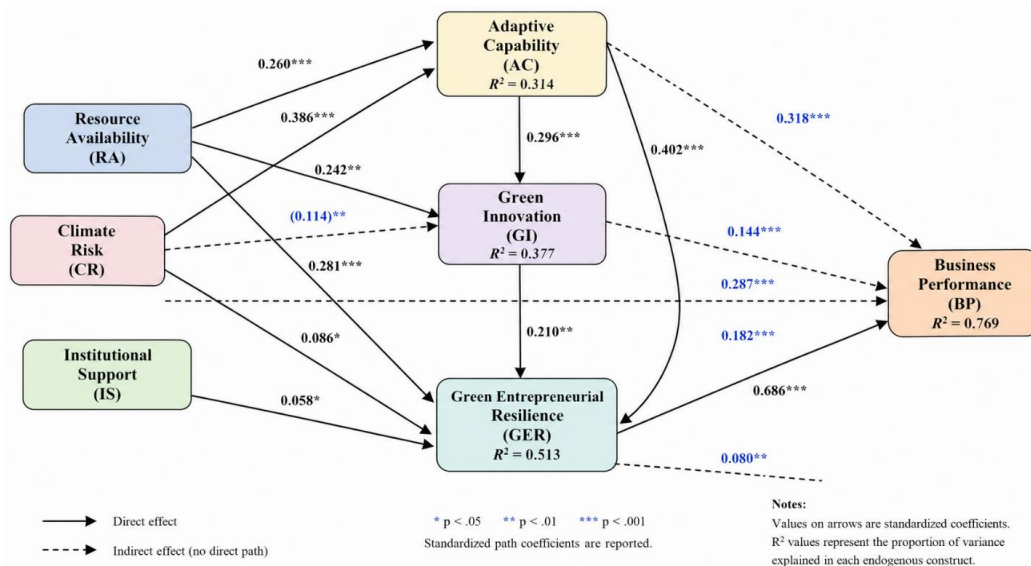 Adaptive
Capability
(AC)
R² = 0.314
0.260***
0.386***
0.318***
Resource
Availability
(RA)
0.296***
0.402***
0.242**
Green
Innovation
(GI)
R² = 0.377
Climate
Risk
(CR)
(0.114)**
0.144***
0.281***
0.287***
Business
Performance
(BP)
R² = 0.769
0.086*
0.210**
0.182***
Institutional
Support
(IS)
0.058*
Green Entrepreneurial
Resilience
(GER)
R² = 0.513
0.686***
0.080**
Direct effect
Indirect effect (no direct path)
* p < .05 ** p < .01 *** p < .001
Standardized path coefficients are reported.
Notes:
Values on arrows are standardized coefficients.
R² values represent the proportion of variance
explained in each endogenous construct.